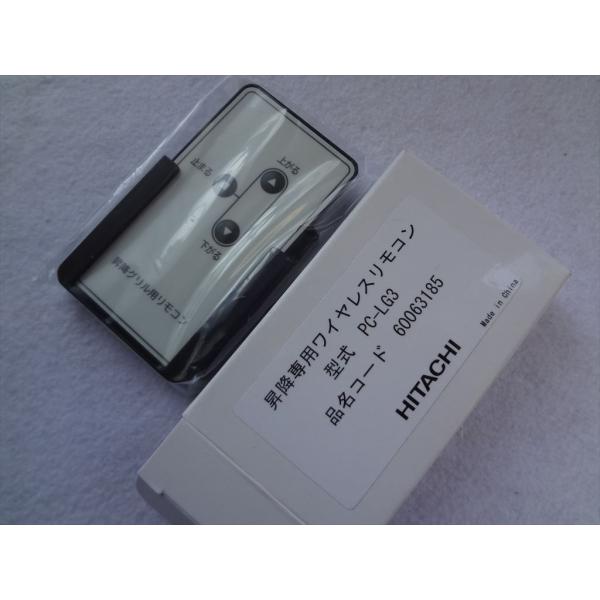 上がる
止まる
下がる
昇降グリル用リモコン
昇降専用ワイヤレスリモコン
型式 PC-LG3
品名コード 60063185
HITACHI
Made in China